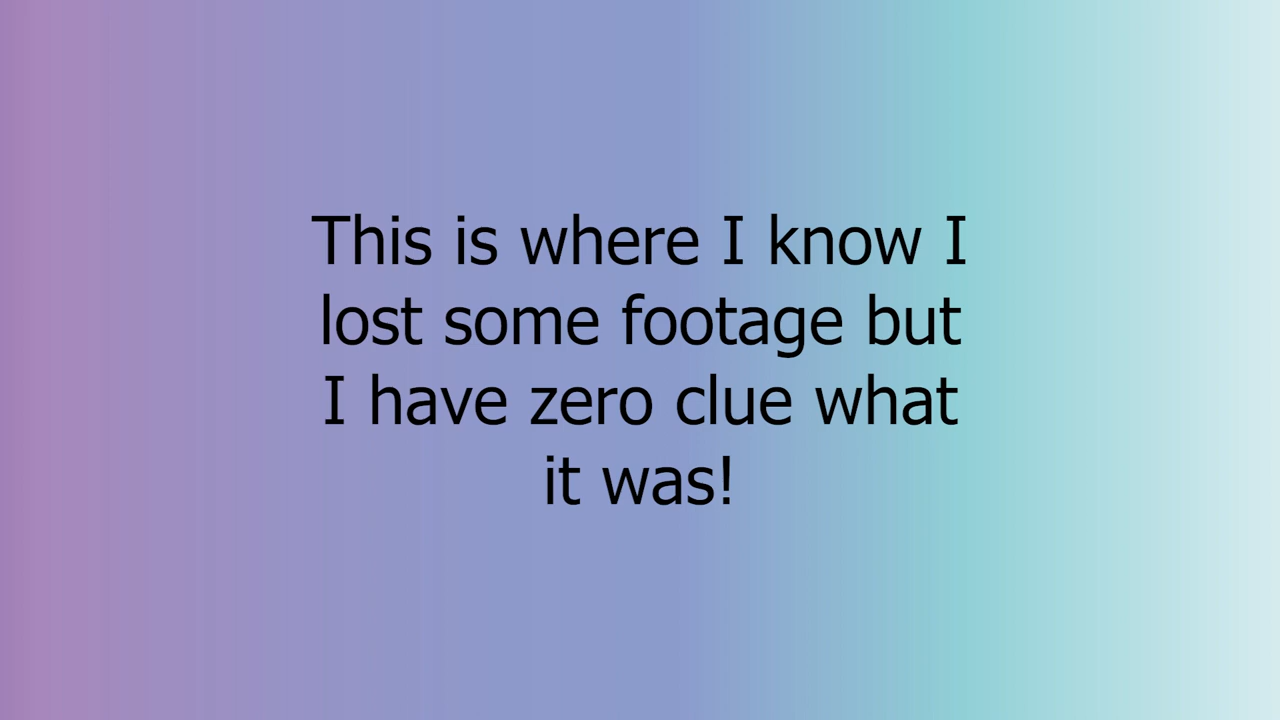 This is where I know I
lost some footage but
I have zero clue what
it was!